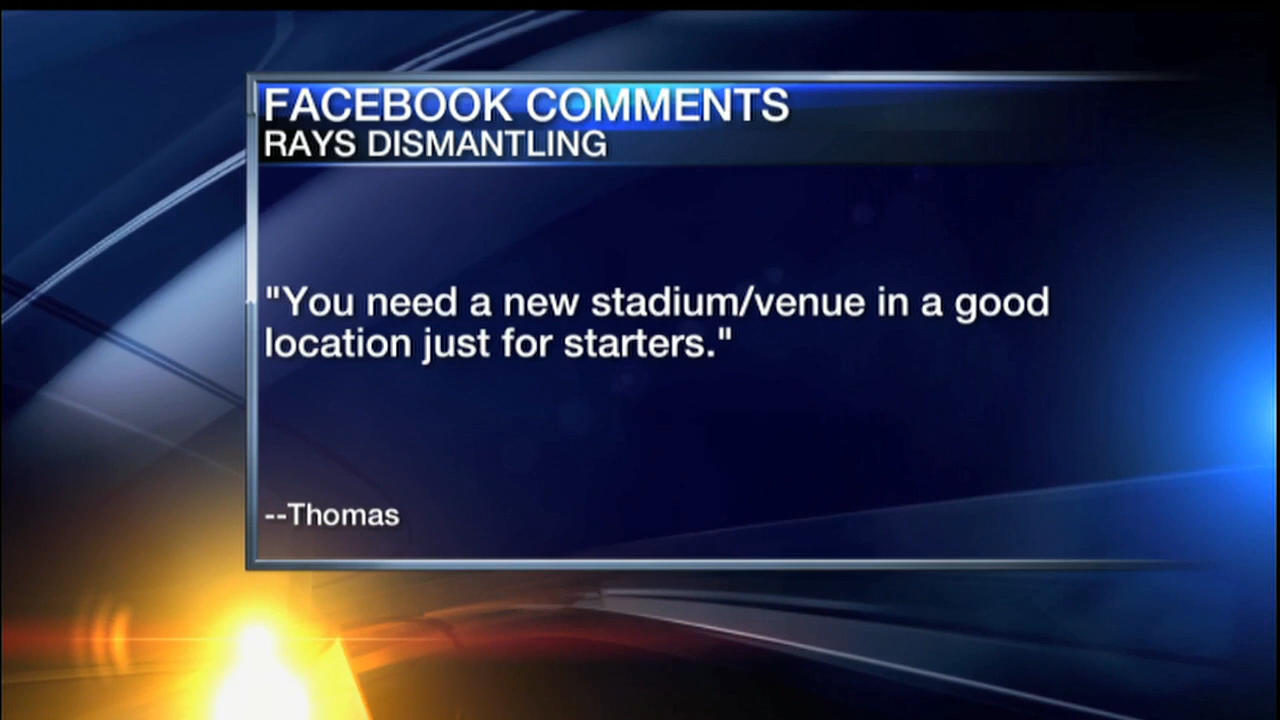 FACEBOOK COMMENTS
RAYS DISMANTLING
"You need a new stadium/venue in a good
location just for starters."
--Thomas